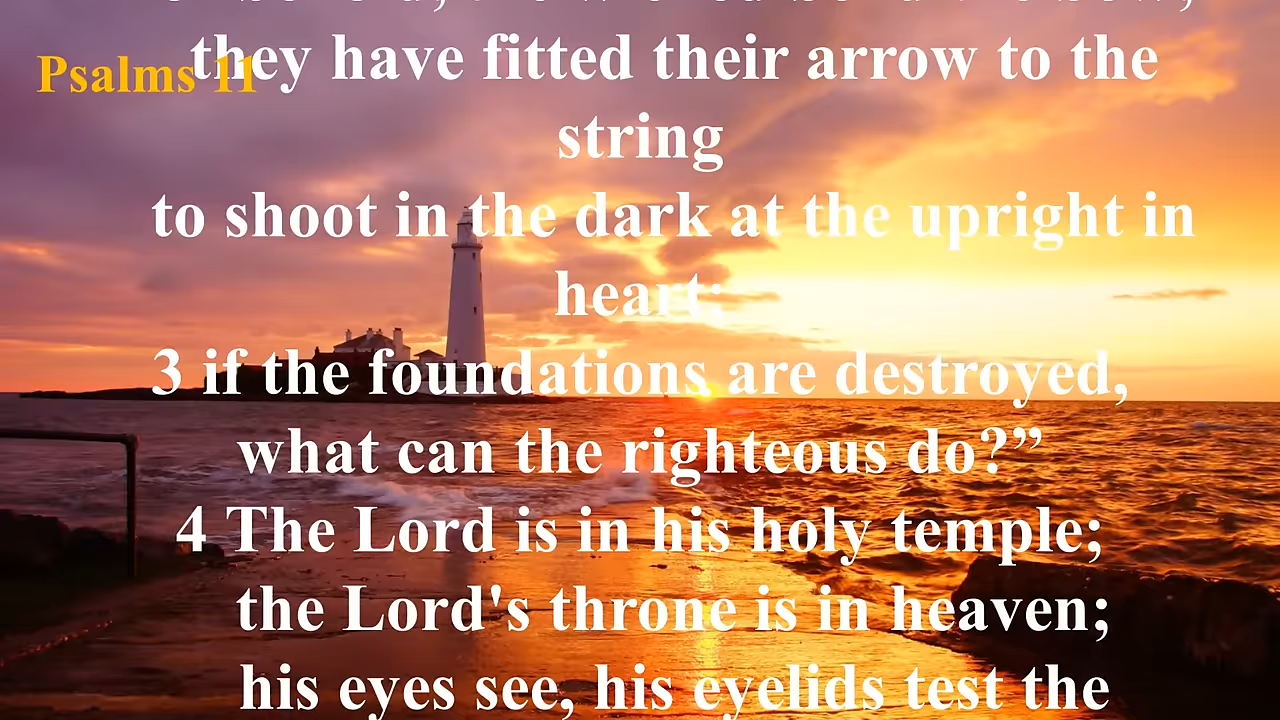 Psalms 11
they have fitted their arrow to the
string
to shoot in the dark at the upright in
heart;
3 if the foundations are destroyed,
what can the righteous do?”
4 The Lord is in his holy temple;
the Lord's throne is in heaven;
his eyes see, his eyelids test the